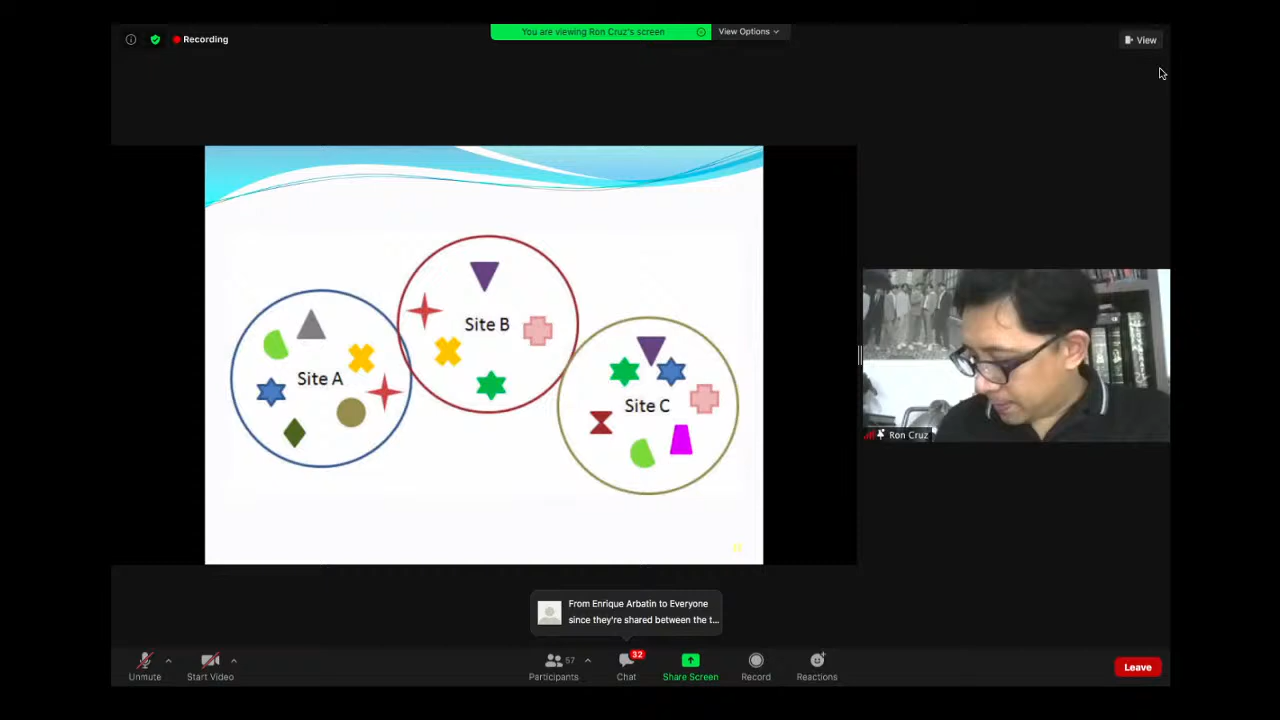 Recording
You are viewing Ron Cruz's screen
View Options
View
Site B
Site A
Site C
Ron Cruz
From Enrique Arbatin to Everyone
since they're shared between the t...
Unmute
Start Video
57
Participants
32
Chat
Share Screen
Record
Reactions
Leave